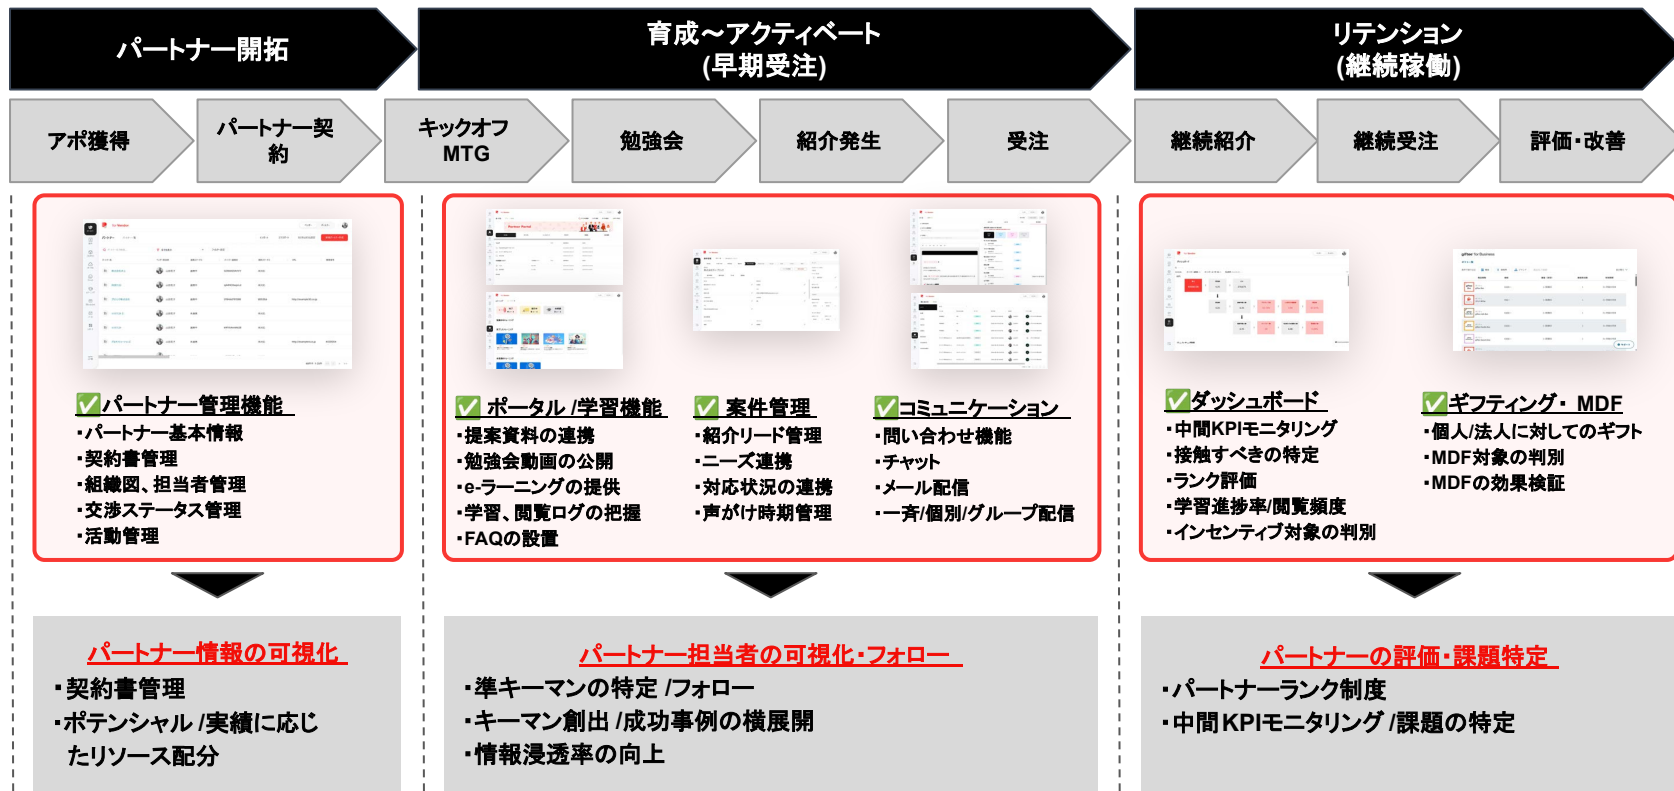 パートナー開拓
育成～アクティベート
(早期受注)
リテンション
(継続稼働)
アポ獲得
パートナー契
約
キックオフ
MTG
勉強会
紹介発生
受注
継続紹介
継続受注
評価・改善
✅パートナー管理機能
・パートナー基本情報
・契約書管理
・組織図、担当者管理
・交渉ステータス管理
・活動管理
✅ ポータル /学習機能
・提案資料の連携
・勉強会動画の公開
・e-ラーニングの提供
・学習、閲覧ログの把握
・FAQの設置
✅ 案件管理
・紹介リード管理
・ニーズ連携
・対応状況の連携
・声がけ時期管理
✅コミュニケーション
・問い合わせ機能
・チャット
・メール配信
・一斉/個別/グループ配信
✅ダッシュボード
・中間KPIモニタリング
・接触すべきの特定
・ランク評価
・学習進捗率/閲覧頻度
・インセンティブ対象の判別
gifter for Business
✅ギフティング・ MDF
・個人/法人に対してのギフト
・MDF対象の判別
・MDFの効果検証
パートナー情報の可視化
・契約書管理
・ポテンシャル /実績に応じ
たリソース配分
パートナー担当者の可視化・フォロー
・準キーマンの特定 /フォロー
・キーマン創出 /成功事例の横展開
・情報浸透率の向上
パートナーの評価・課題特定
・パートナーランク制度
・中間KPIモニタリング /課題の特定